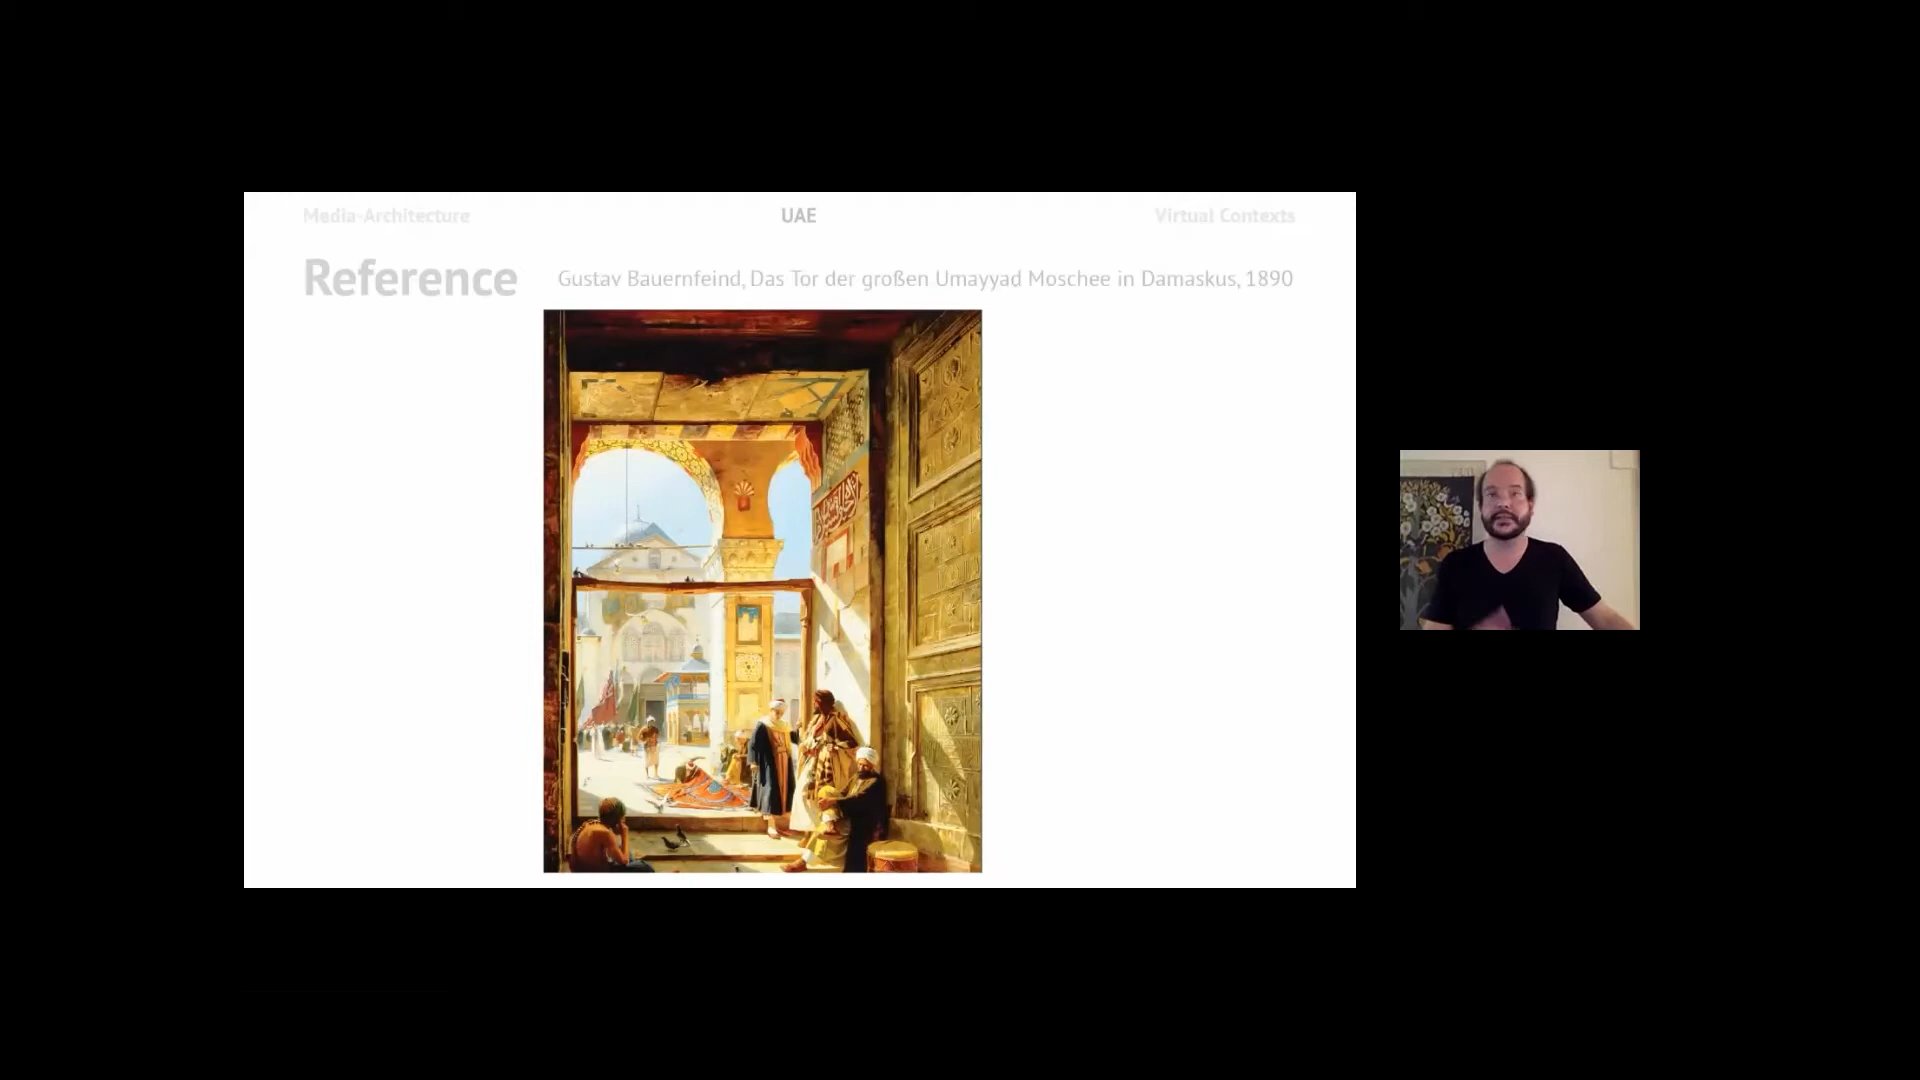 Media-Architecture
UAE
Virtual Contexts
Reference
Gustav Bauernfeind, Das Tor der großen Umayyad Moschee in Damaskus, 1890